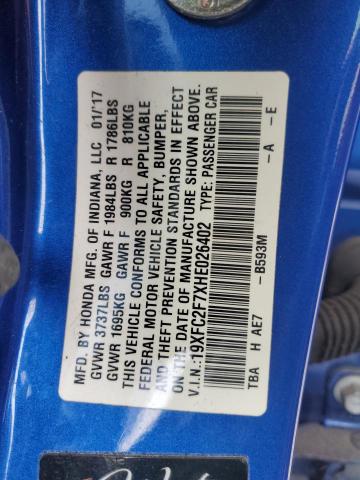 MFD. BY HONDA MFG. OF INDIANA, LLC 01/17
GVWR 3737LBS GAWR F 1984LBS R 1786LBS
GVWR 1695KG GAWR F 900KG R 810KG
THIS VEHICLE CONFORMS TO ALL APPLICABLE
FEDERAL MOTOR VEHICLE SAFETY, BUMPER,
AND THEFT PREVENTION STANDARDS IN EFFECT
ON THE DATE OF MANUFACTURE SHOWN ABOVE.
V.I.N.:19XFC2F7XHE026402 TYPE: PASSENGER CAR
TBA H AE7 -B593M -A -E